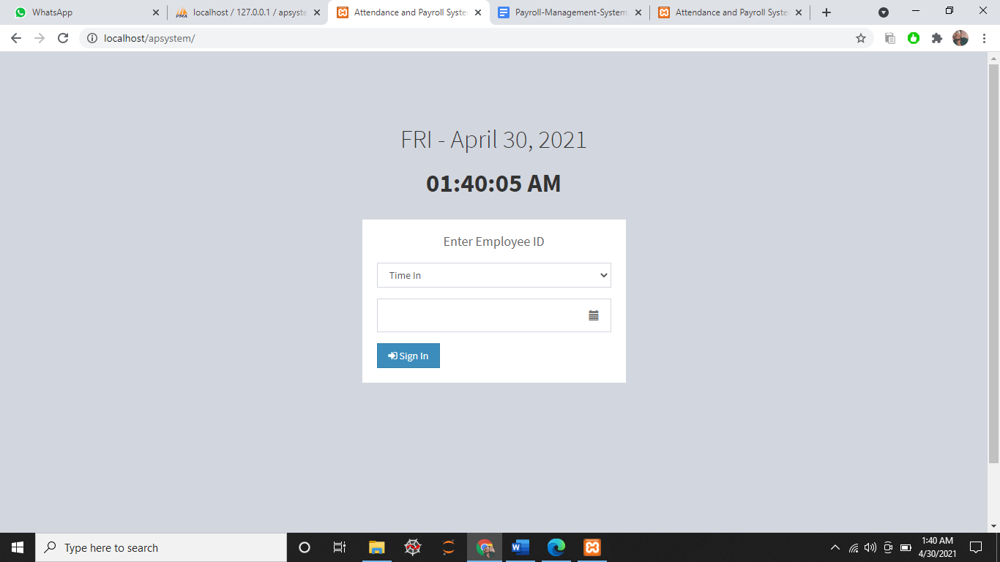 WhatsApp
localhost / 127.0.0.1 / apsyste
Attendance and Payroll Syste
Payroll-Management-System
Attendance and Payroll Syste
localhost/apsystem/
FRI - April 30, 2021
01:40:05 AM
Enter Employee ID
Time In
Sign In
Type here to search
1:40 AM
4/30/2021